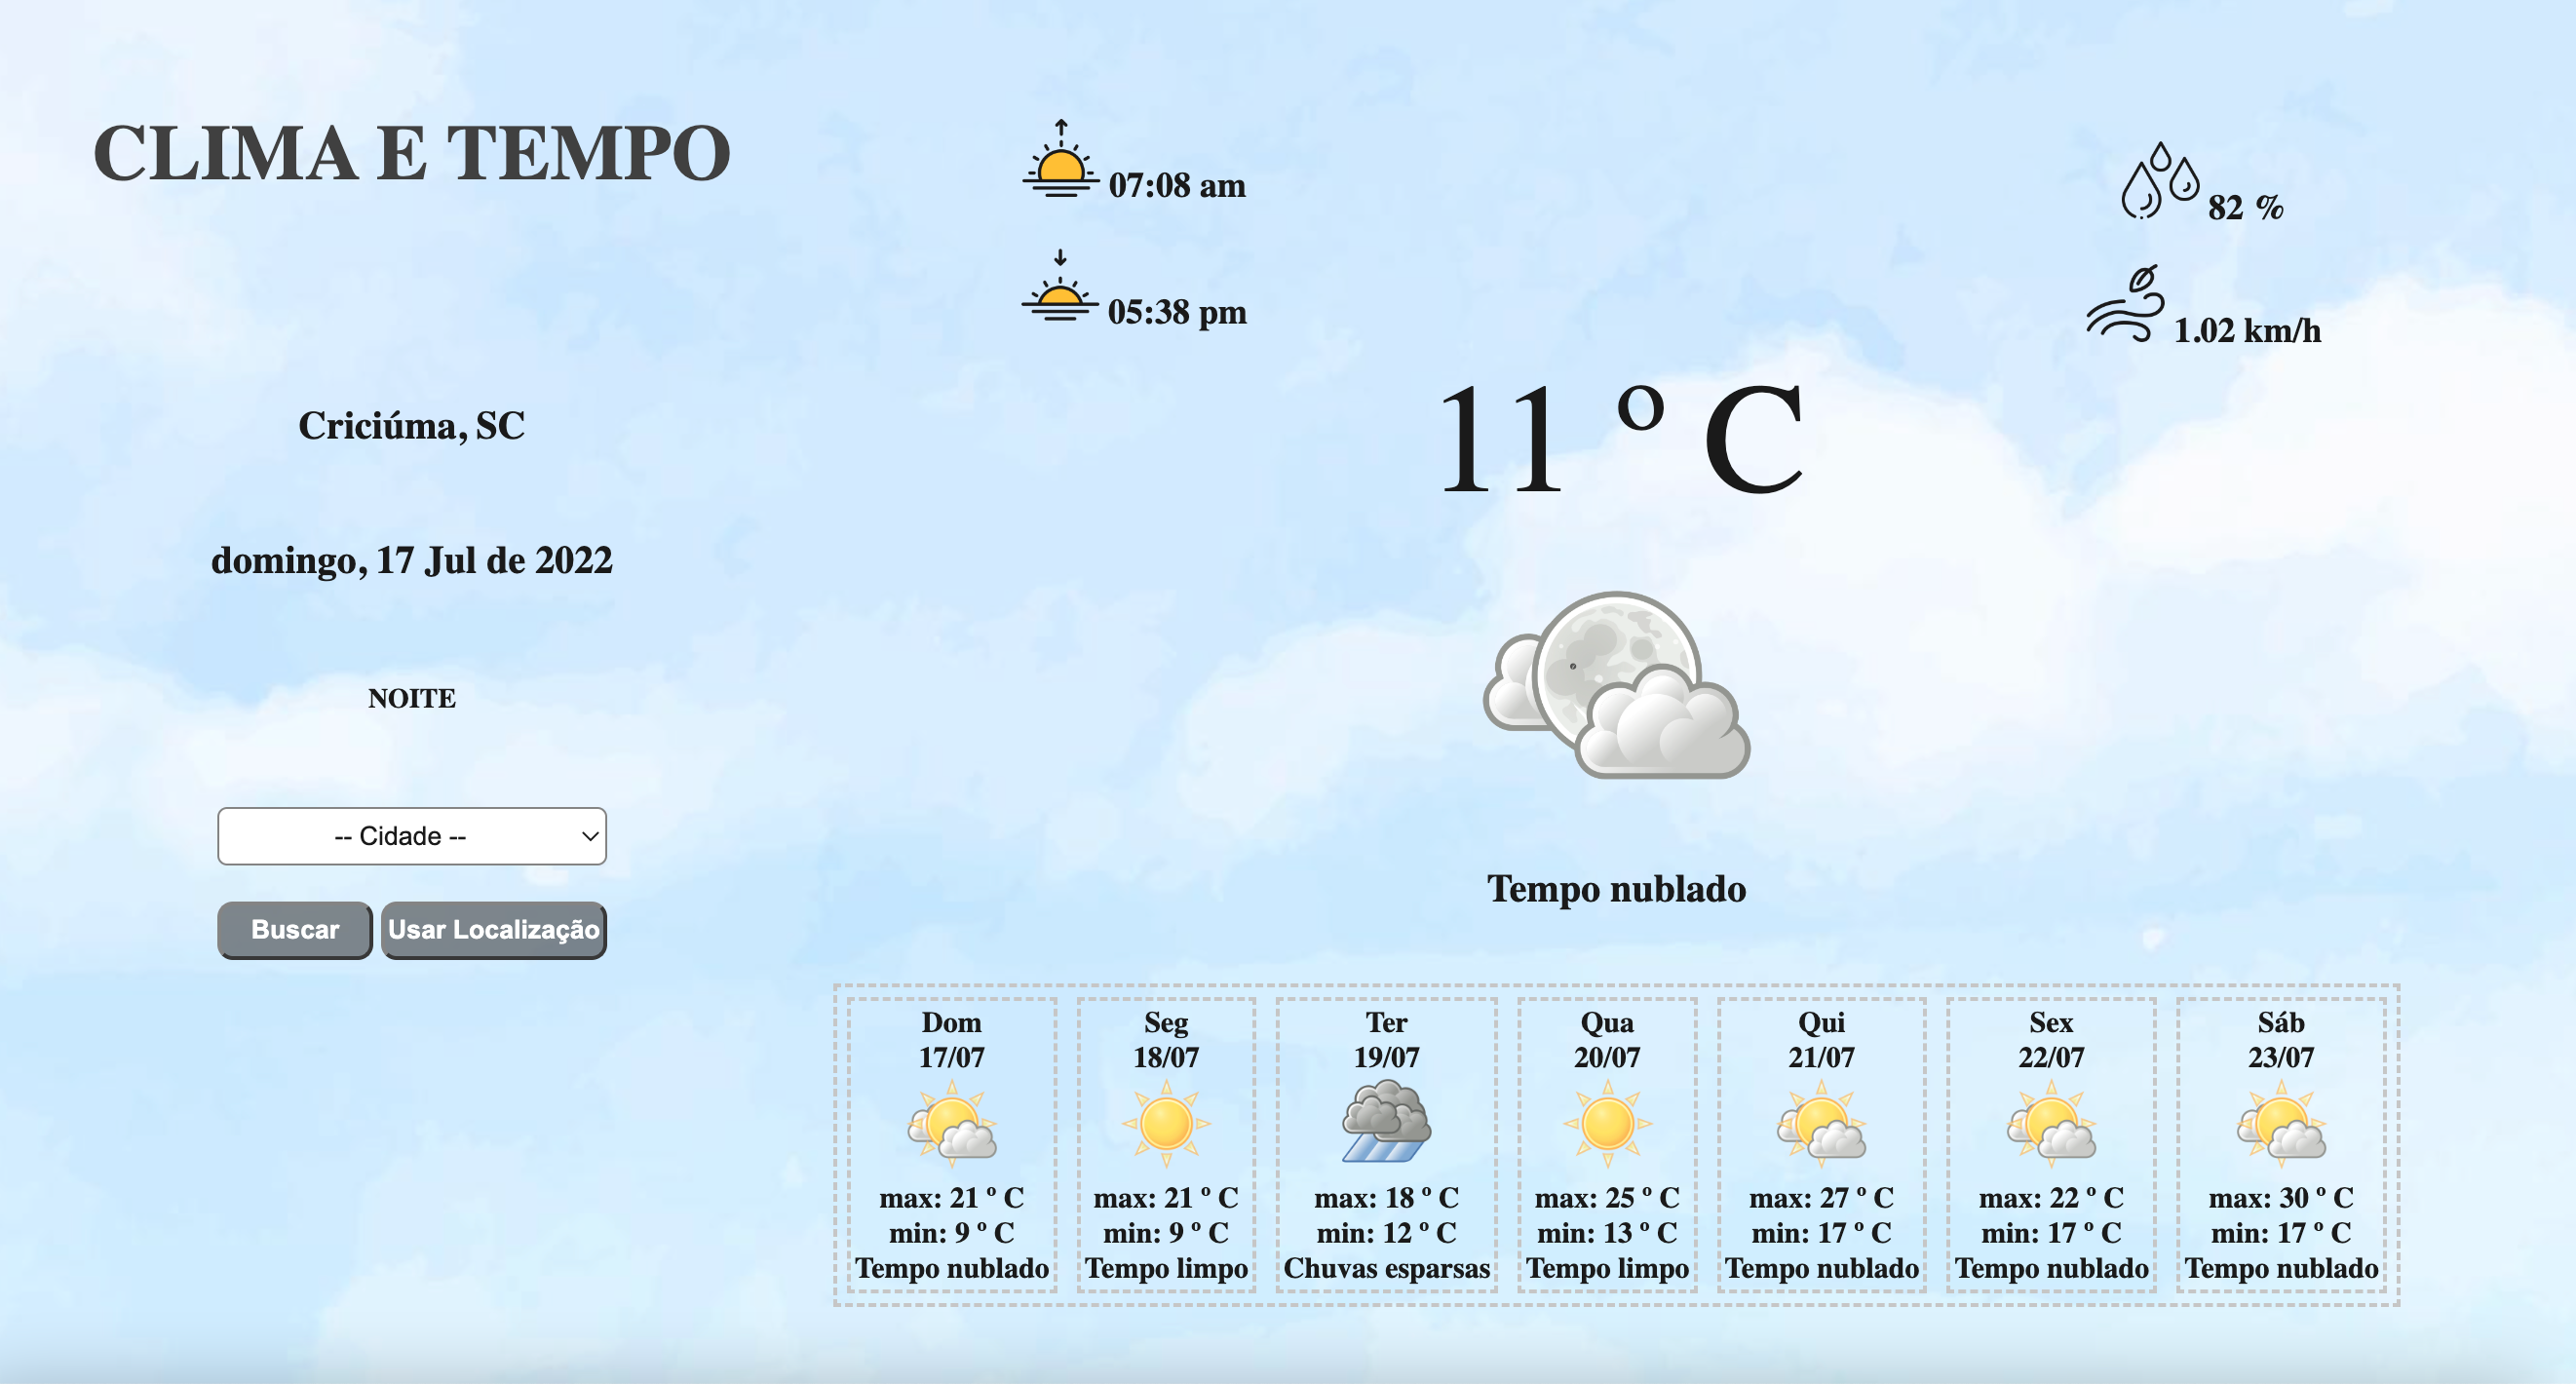 CLIMA E TEMPO
Criciúma, SC
domingo, 17 Jul de 2022
NOITE
-- Cidade --
Buscar
Usar Localização
07:08 am
05:38 pm
82 %
1.02 km/h
11 º C
Tempo nublado
Dom
17/07
max: 21 º C
min: 9 º C
Tempo nublado
Seg
18/07
max: 21 º C
min: 9 º C
Tempo limpo
Ter
19/07
max: 18 º C
min: 12 º C
Chuvas esparsas
Qua
20/07
max: 25 º C
min: 13 º C
Tempo limpo
Qui
21/07
max: 27 º C
min: 17 º C
Tempo nublado
Sex
22/07
max: 22 º C
min: 17 º C
Tempo nublado
Sáb
23/07
max: 30 º C
min: 17 º C
Tempo nublado